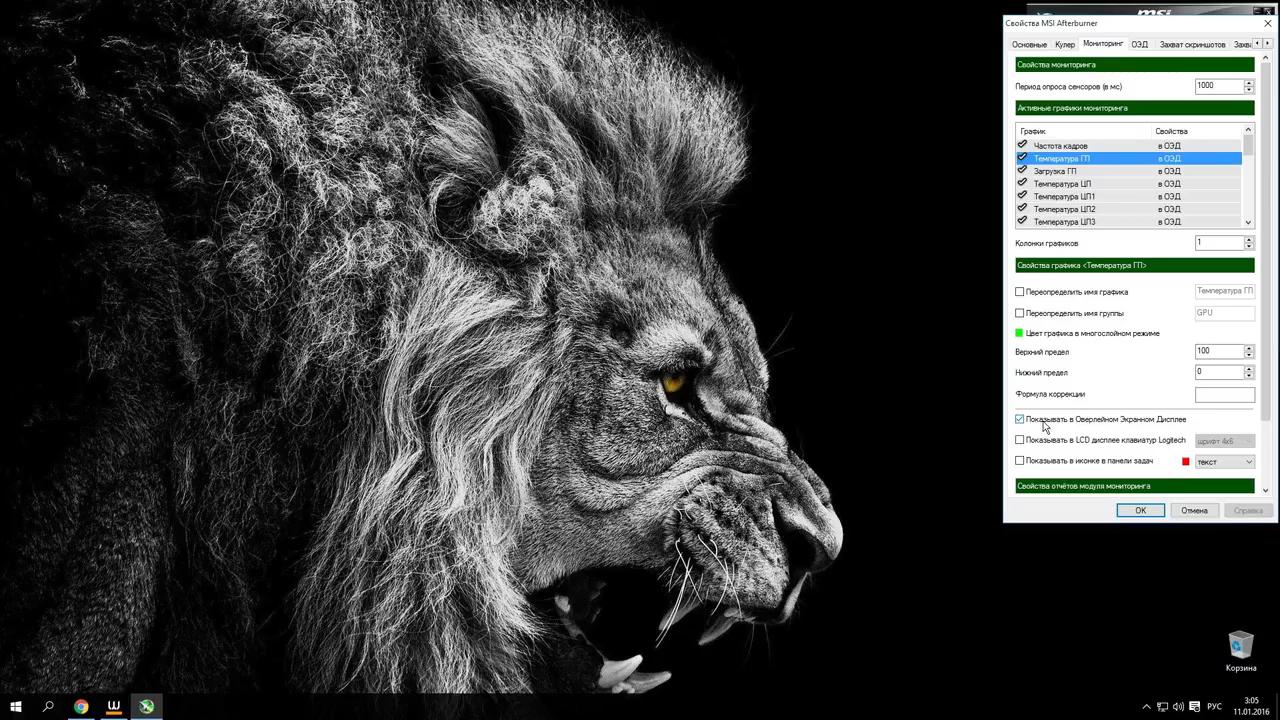 msi
Свойства MSI Afterburner
Основные Кулер Мониторинг ОЭД Захват скриншотов
Свойства мониторинга
Период опроса сенсоров (в мс) 1000
Активные графики мониторинга
График Свойства
Частота кадров в ОЭД
Температура ГП в ОЭД
Загрузка ГП в ОЭД
Температура ЦП в ОЭД
Температура ЦП1 в ОЭД
Температура ЦП2 в ОЭД
Температура ЦП3 в ОЭД
Колонки графиков 1
Свойства графика <Температура ГП>
Переопределить имя графика Температура ГП
Переопределить имя группы GPU
Цвет графика в многослойном режиме
Верхний предел 100
Нижний предел 0
Формула коррекции
Показывать в Оверлейном Экранном Дисплее
Показывать в LCD дисплее клавиатур Logitech шрифт 4x6
Показывать в иконке в панели задач текст
Свойства отчётов модуля мониторинга
OK Отмена Справка
Корзина
РУС
3:05
11.01.2016